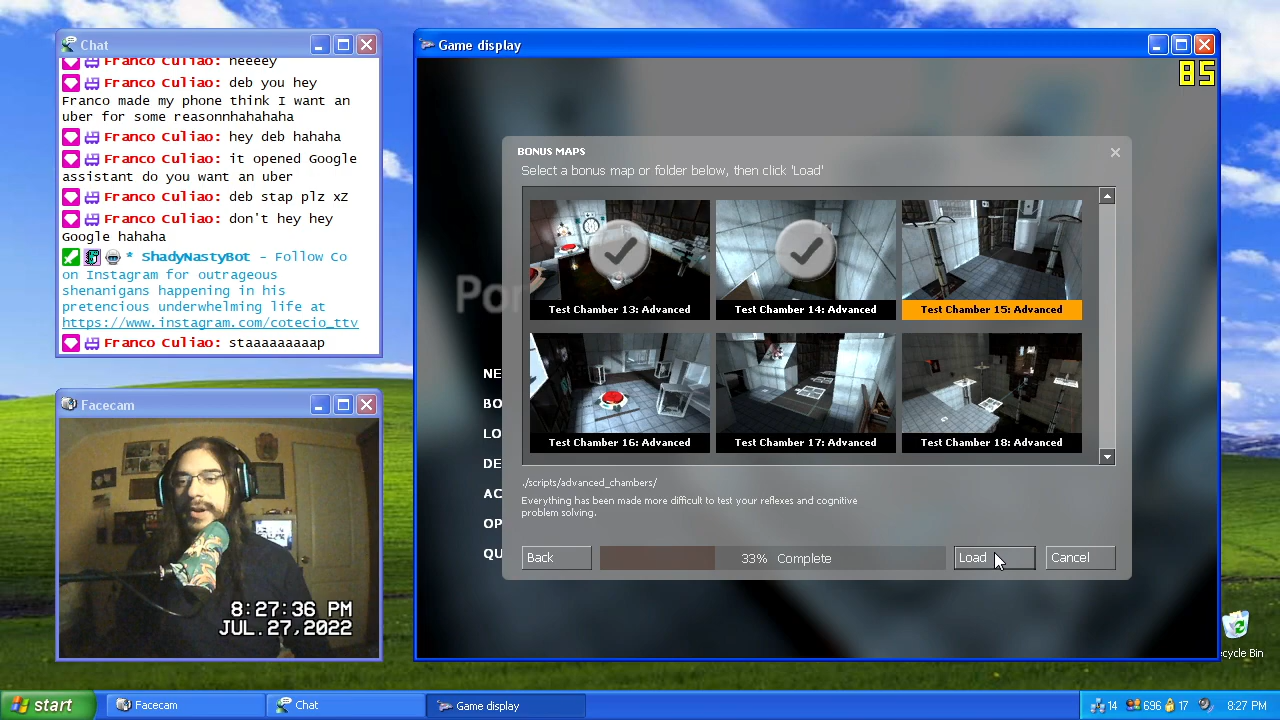 Chat
Franco Culiao: heeeey
Franco Culiao: deb you hey
Franco made my phone think I want an
uber for some reasonnhahahaha
Franco Culiao: hey deb hahaha
Franco Culiao: it opened Google
assistant do you want an uber
Franco Culiao: deb stap plz xZ
Franco Culiao: don't hey hey
Google hahaha
* ShadyNastyBot - Follow Co
on Instagram for outrageous
shenanigans happening in his
pretencious underwhelming life at
https://www.instagram.com/cotecio_ttv
Franco Culiao: staaaaaaaaap
Facecam
8:27:36 PM
JUL.27,2022
Game display
85
Por
NE
BO
LO
DE
AC
OP
QU
BONUS MAPS
Select a bonus map or folder below, then click 'Load'
Test Chamber 13: Advanced
Test Chamber 14: Advanced
Test Chamber 15: Advanced
Test Chamber 16: Advanced
Test Chamber 17: Advanced
Test Chamber 18: Advanced
./scripts/advanced_chambers/
Everything has been made more difficult to test your reflexes and cognitive
problem solving.
Back
33% Complete
Load
Cancel
ecycle Bin
start
Facecam
Chat
Game display
14
696
17
8:27 PM